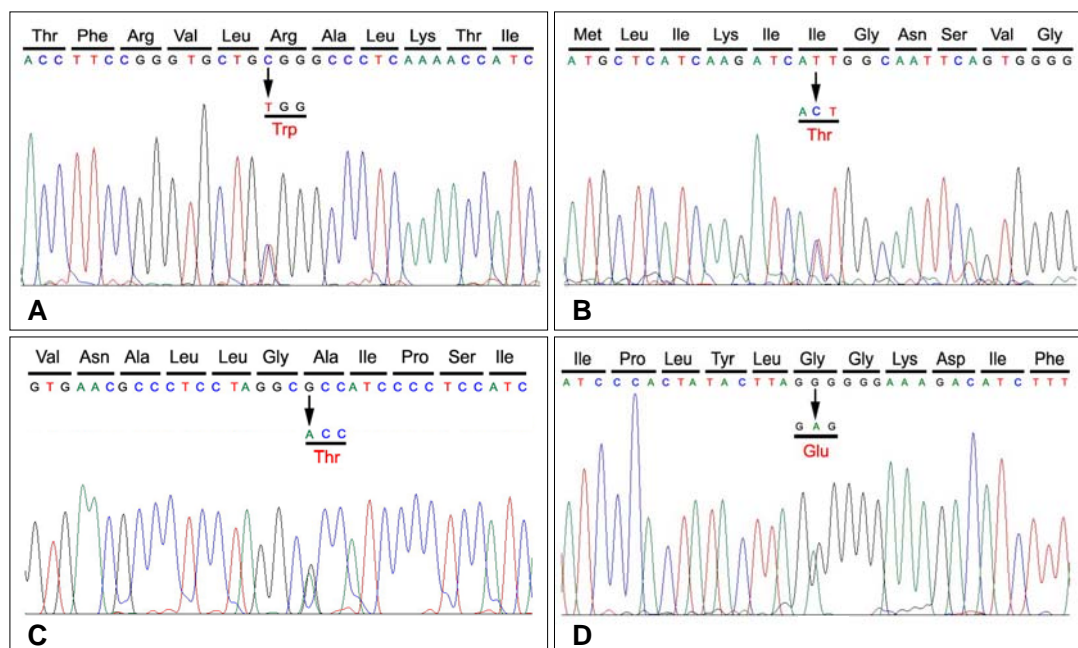 Thr Phe Arg Val Leu Arg Ala Leu Lys Thr Ile
A C C T T C C G G G T G C T G C G G G C C C T C A A A A C C A T C
T G G
Trp
A
Met Leu Ile Lys Ile Ile Gly Asn Ser Val Gly
A T G C T C A T C A A G A T C A T T G G C A A T T C A G T G G G G
A C T
Thr
B
Val Asn Ala Leu Leu Gly Ala Ile Pro Ser Ile
G T G A A C G C C C T C C T A G G C G C C A T C C C C T C C A T C
A C C
Thr
C
Ile Pro Leu Tyr Leu Gly Gly Lys Asp Ile Phe
A T C C C A C T A T A C T T A G G G G G G A A A G A C A T C T T T
G A G
Glu
D